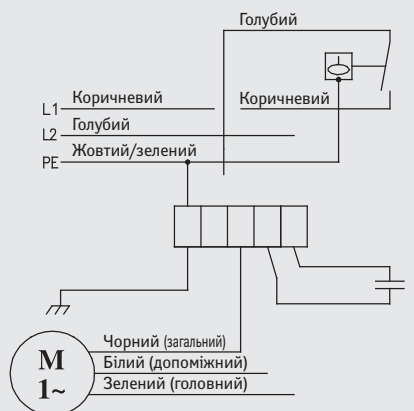 Голубий
L1 Коричневий Коричневий
L2 Голубий
PE Жовтий/зелений
Чорний (загальний)
M Білий (допоміжний)
1~ Зелений (головний)